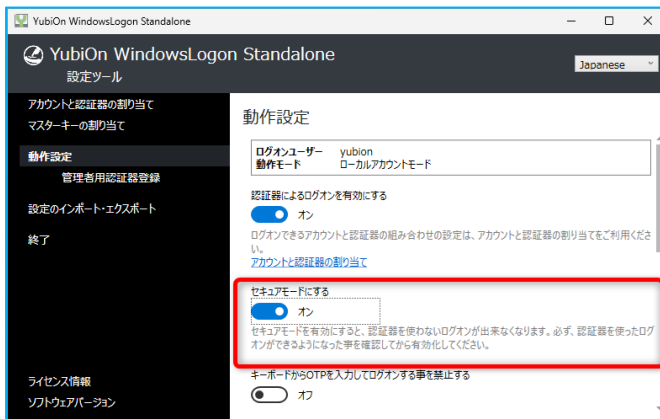 YubiOn WindowsLogon Standalone
YubiOn WindowsLogon Standalone
設定ツール
Japanese
アカウントと認証器の割り当て
マスターキーの割り当て
動作設定
管理者用認証器登録
設定のインポート・エクスポート
終了
ライセンス情報
ソフトウェアバージョン
動作設定
ログオンユーザー yubion
動作モード ローカルアカウントモード
認証器によるログオンを有効にする
オン
ログオンできるアカウントと認証器の組み合わせの設定は、アカウントと認証器の割り当てをご利用くださ
い。
アカウントと認証器の割り当て
セキュアモードにする
オン
セキュアモードを有効にすると、認証器を使わないログオンが出来なくなります。必ず、認証器を使ったログ
オンができるようになった事を確認してから有効化してください。
キーボードからOTPを入力してログオンする事を禁止する
オフ